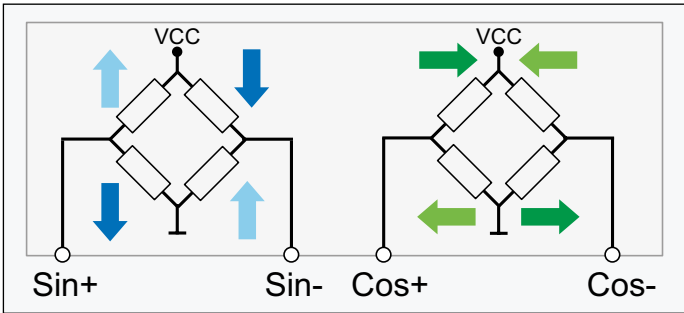 VCC VCC
Sin+ Sin- Cos+ Cos-